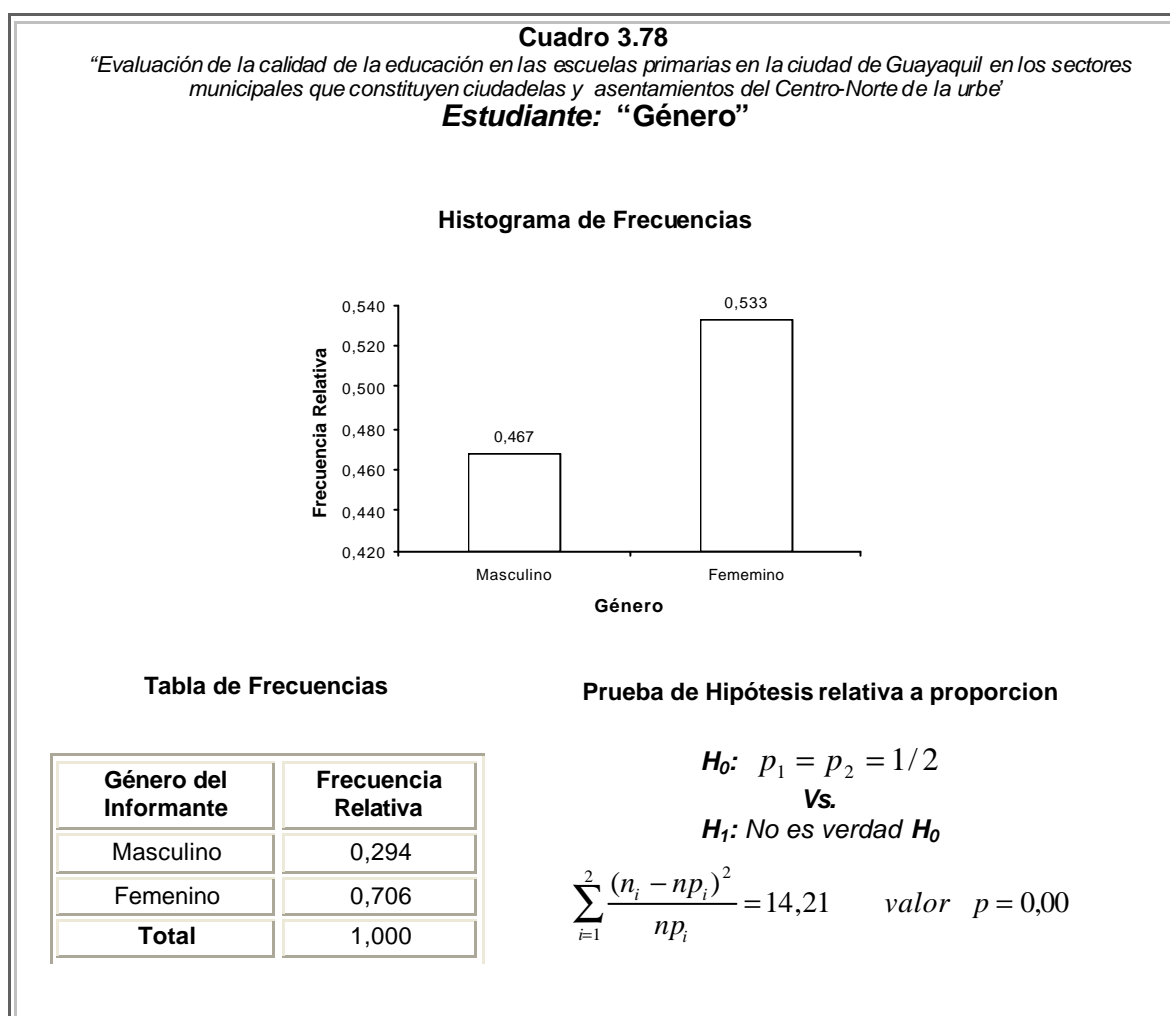 Cuadro 3.78
“Evaluación de la calidad de la educación en las escuelas primarias en la ciudad de Guayaquil en los sectores
municipales que constituyen ciudadelas y asentamientos del Centro-Norte de la urbe’
Estudiante: “Género”
Histograma de Frecuencias
Frecuencia Relativa
0,540
0,520
0,500
0,480
0,460
0,440
0,420
0,467
0,533
Masculino
Fememino
Género
Tabla de Frecuencias
Género del Informante | Frecuencia Relativa
Masculino | 0,294
Femenino | 0,706
Total | 1,000
Prueba de Hipótesis relativa a proporcion
H₀: p₁ = p₂ = 1/2
Vs.
H₁: No es verdad H₀
∑_{i=1}^{2} (nᵢ − npᵢ)² / npᵢ = 14,21 valor p = 0,00